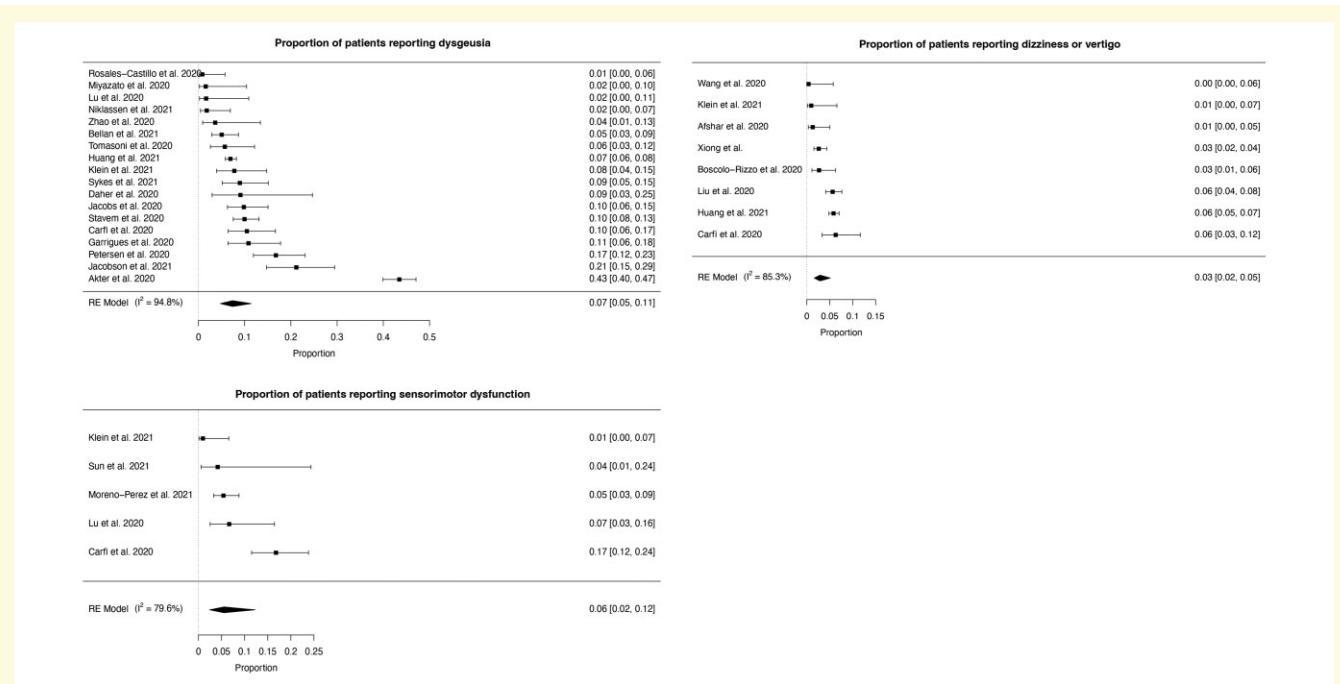 Proportion of patients reporting dysgeusia
Rosales−Castillo et al. 2020 0.01 [0.00, 0.06]
Miyazato et al. 2020 0.02 [0.00, 0.10]
Lu et al. 2020 0.02 [0.00, 0.11]
Niklassen et al. 2021 0.02 [0.00, 0.07]
Zhao et al. 2020 0.04 [0.01, 0.13]
Bellan et al. 2021 0.05 [0.03, 0.09]
Tomasoni et al. 2020 0.06 [0.03, 0.12]
Huang et al. 2021 0.07 [0.06, 0.08]
Klein et al. 2021 0.08 [0.04, 0.15]
Sykes et al. 2021 0.09 [0.05, 0.15]
Daher et al. 2020 0.09 [0.03, 0.25]
Jacobs et al. 2020 0.10 [0.06, 0.15]
Stavem et al. 2020 0.10 [0.08, 0.13]
Carfì et al. 2020 0.10 [0.06, 0.17]
Garrigues et al. 2020 0.11 [0.06, 0.18]
Petersen et al. 2020 0.17 [0.12, 0.23]
Jacobson et al. 2021 0.21 [0.15, 0.29]
Akter et al. 2020 0.43 [0.40, 0.47]
RE Model (I² = 94.8%) 0.07 [0.05, 0.11]
0 0.1 0.2 0.3 0.4 0.5
Proportion
Proportion of patients reporting dizziness or vertigo
Wang et al. 2020 0.00 [0.00, 0.06]
Klein et al. 2021 0.01 [0.00, 0.07]
Afshar et al. 2020 0.01 [0.00, 0.05]
Xiong et al. 0.03 [0.02, 0.04]
Boscolo−Rizzo et al. 2020 0.03 [0.01, 0.06]
Liu et al. 2020 0.06 [0.04, 0.08]
Huang et al. 2021 0.06 [0.05, 0.07]
Carfì et al. 2020 0.06 [0.03, 0.12]
RE Model (I² = 85.3%) 0.03 [0.02, 0.05]
0 0.05 0.1 0.15
Proportion
Proportion of patients reporting sensorimotor dysfunction
Klein et al. 2021 0.01 [0.00, 0.07]
Sun et al. 2021 0.04 [0.01, 0.24]
Moreno−Perez et al. 2021 0.05 [0.03, 0.09]
Lu et al. 2020 0.07 [0.03, 0.16]
Carfì et al. 2020 0.17 [0.12, 0.24]
RE Model (I² = 79.6%) 0.06 [0.02, 0.12]
0 0.05 0.1 0.15 0.2 0.25
Proportion